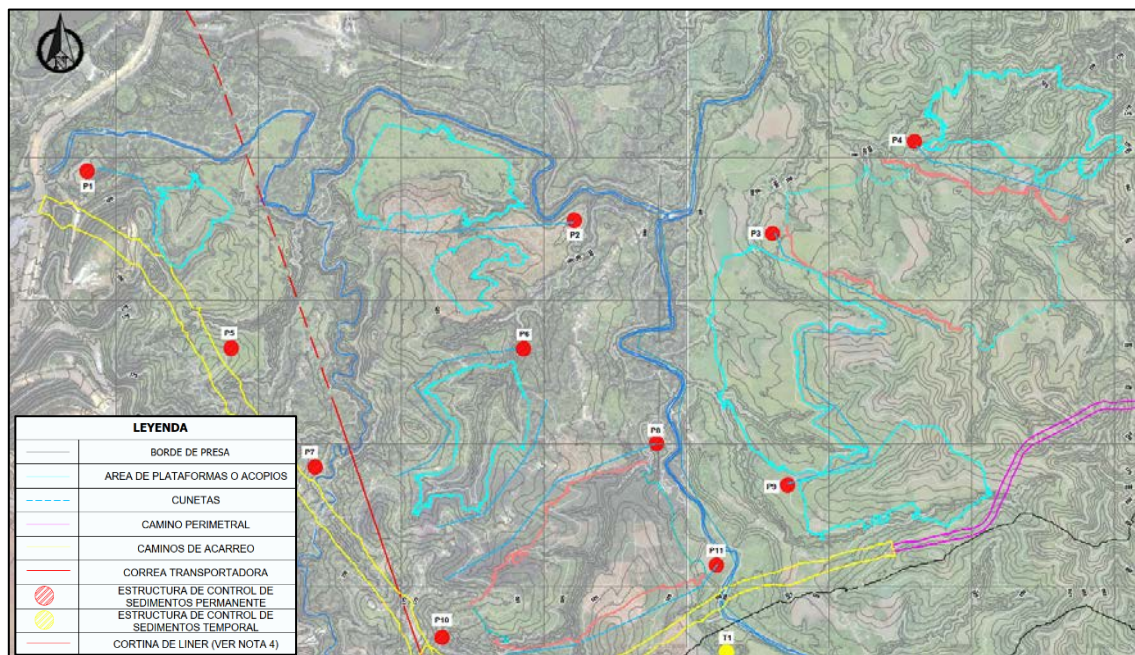 P4
P1
P2
P3
P5
P6
P8
P7
P9
P11
P10
T1
LEYENDA
BORDE DE PRESA
AREA DE PLATAFORMAS O ACOPIOS
CUNETAS
CAMINO PERIMETRAL
CAMINOS DE ACARREO
CORREA TRANSPORTADORA
ESTRUCTURA DE CONTROL DE
SEDIMENTOS PERMANENTE
ESTRUCTURA DE CONTROL DE
SEDIMENTOS TEMPORAL
CORTINA DE LINER (VER NOTA 4)